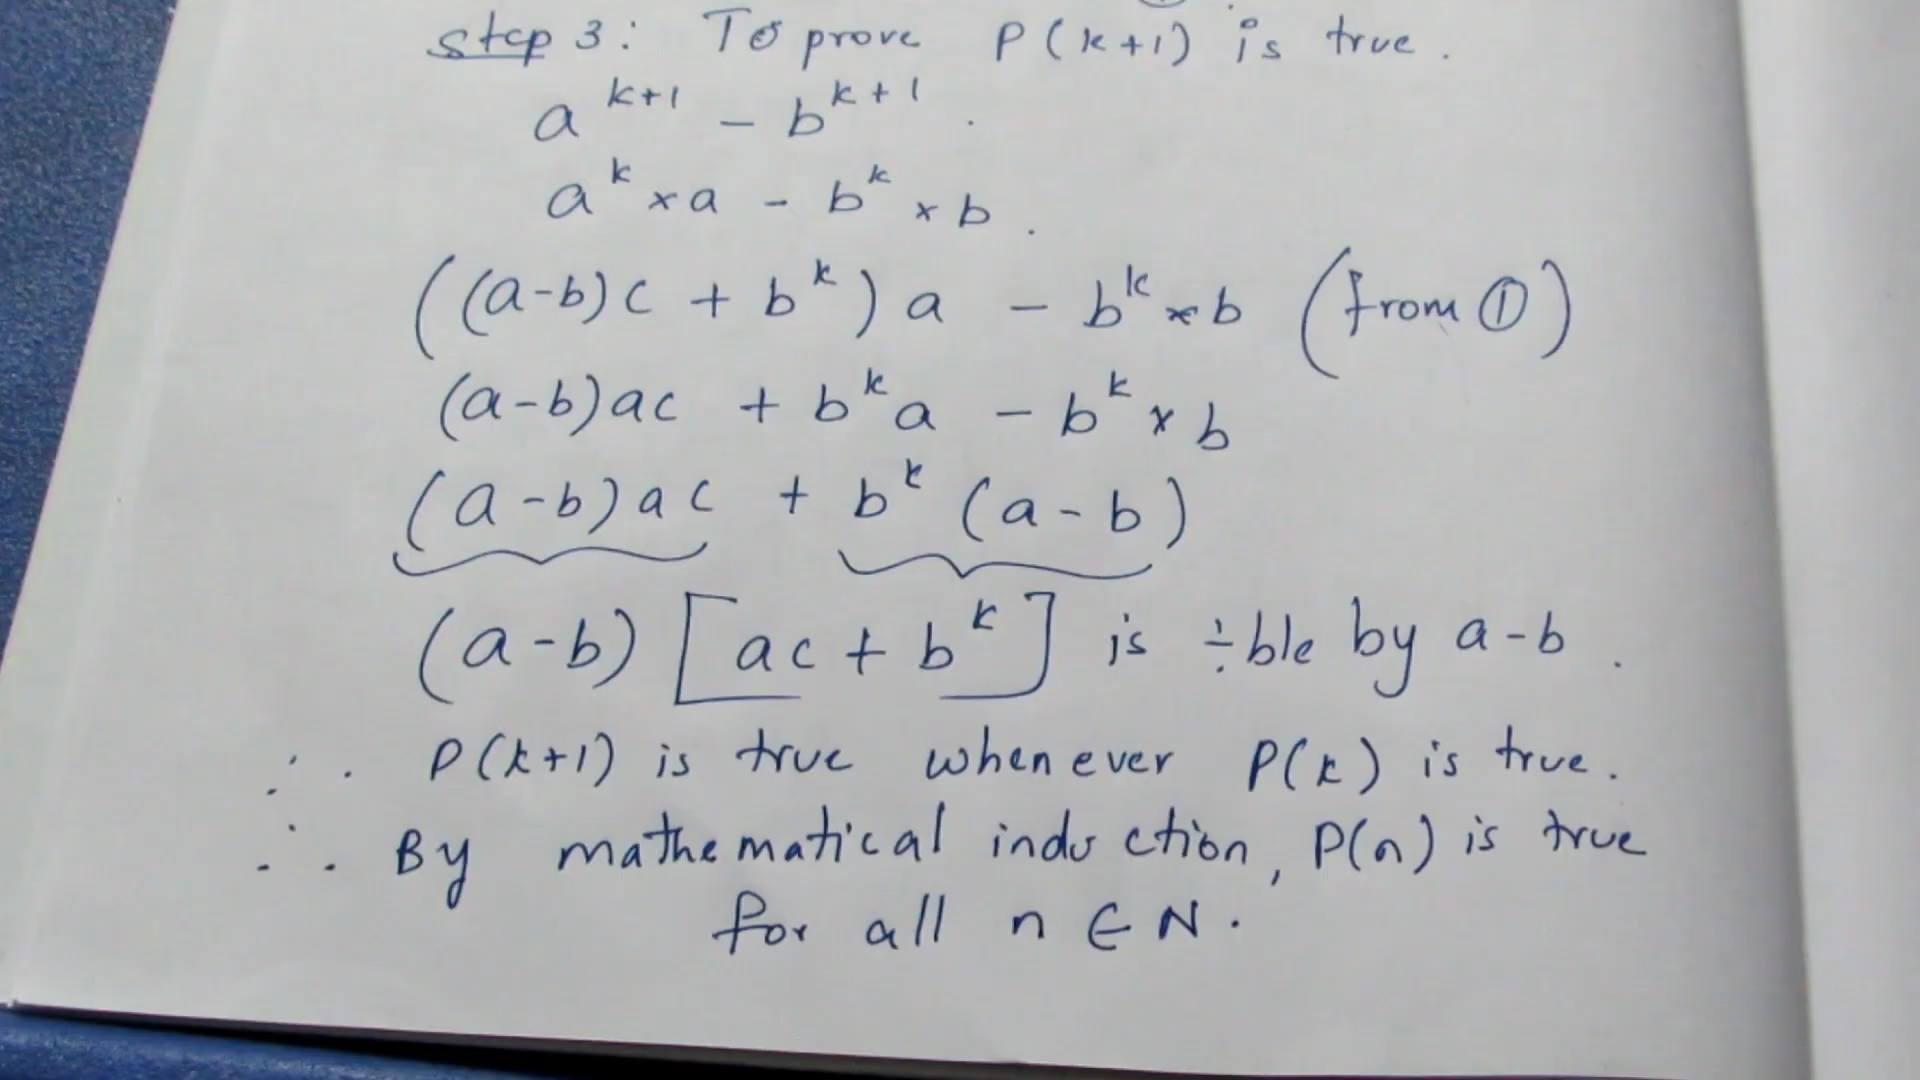 step 3: To prove P(k+1) is true.
a^{k+1} - b^{k+1}.
a^k × a - b^k × b.
((a-b)c + b^k) a - b^k × b (from ①)
(a-b)ac + b^k a - b^k × b
(a-b)ac + b^k (a-b)
(a-b) [ac + b^k] is ÷ble by a-b.
∴ P(k+1) is true whenever P(k) is true.
∴ By mathematical induction, P(n) is true
for all n ∈ N.